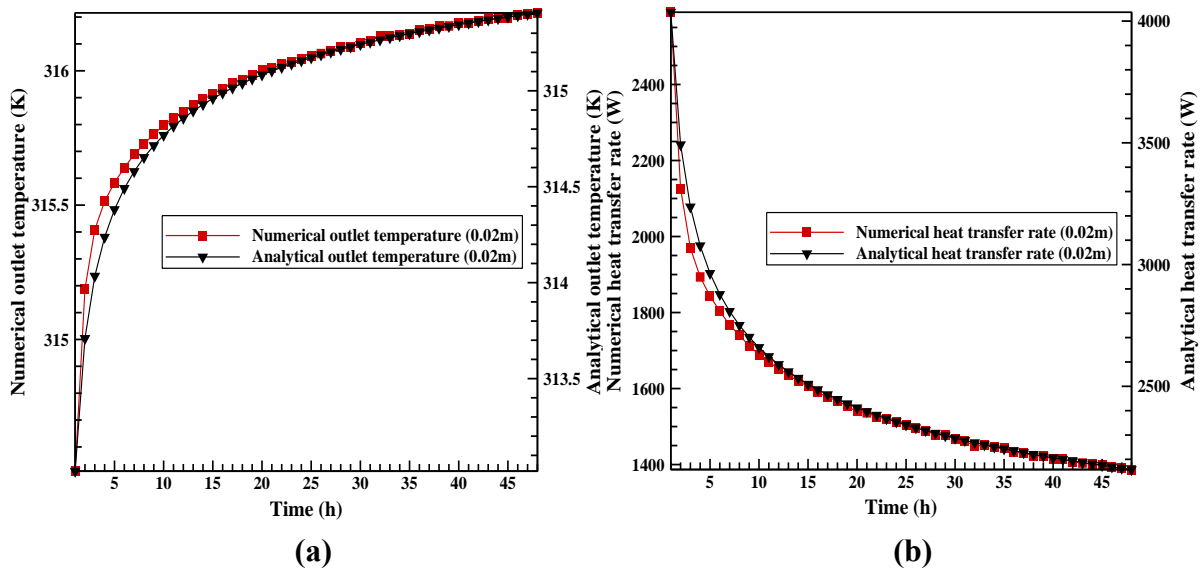 316
315.5
315
Numerical outlet temperature (K)
315
314.5
314
313.5
Analytical outlet temperature (K)
Numerical outlet temperature (0.02m)
Analytical outlet temperature (0.02m)
5 10 15 20 25 30 35 40 45
Time (h)
(a)
2600
2400
2200
2000
1800
1600
1400
Numerical heat transfer rate (W)
4000
3500
3000
2500
Analytical heat transfer rate (W)
Numerical heat transfer rate (0.02m)
Analytical heat transfer rate (0.02m)
5 10 15 20 25 30 35 40 45
Time (h)
(b)